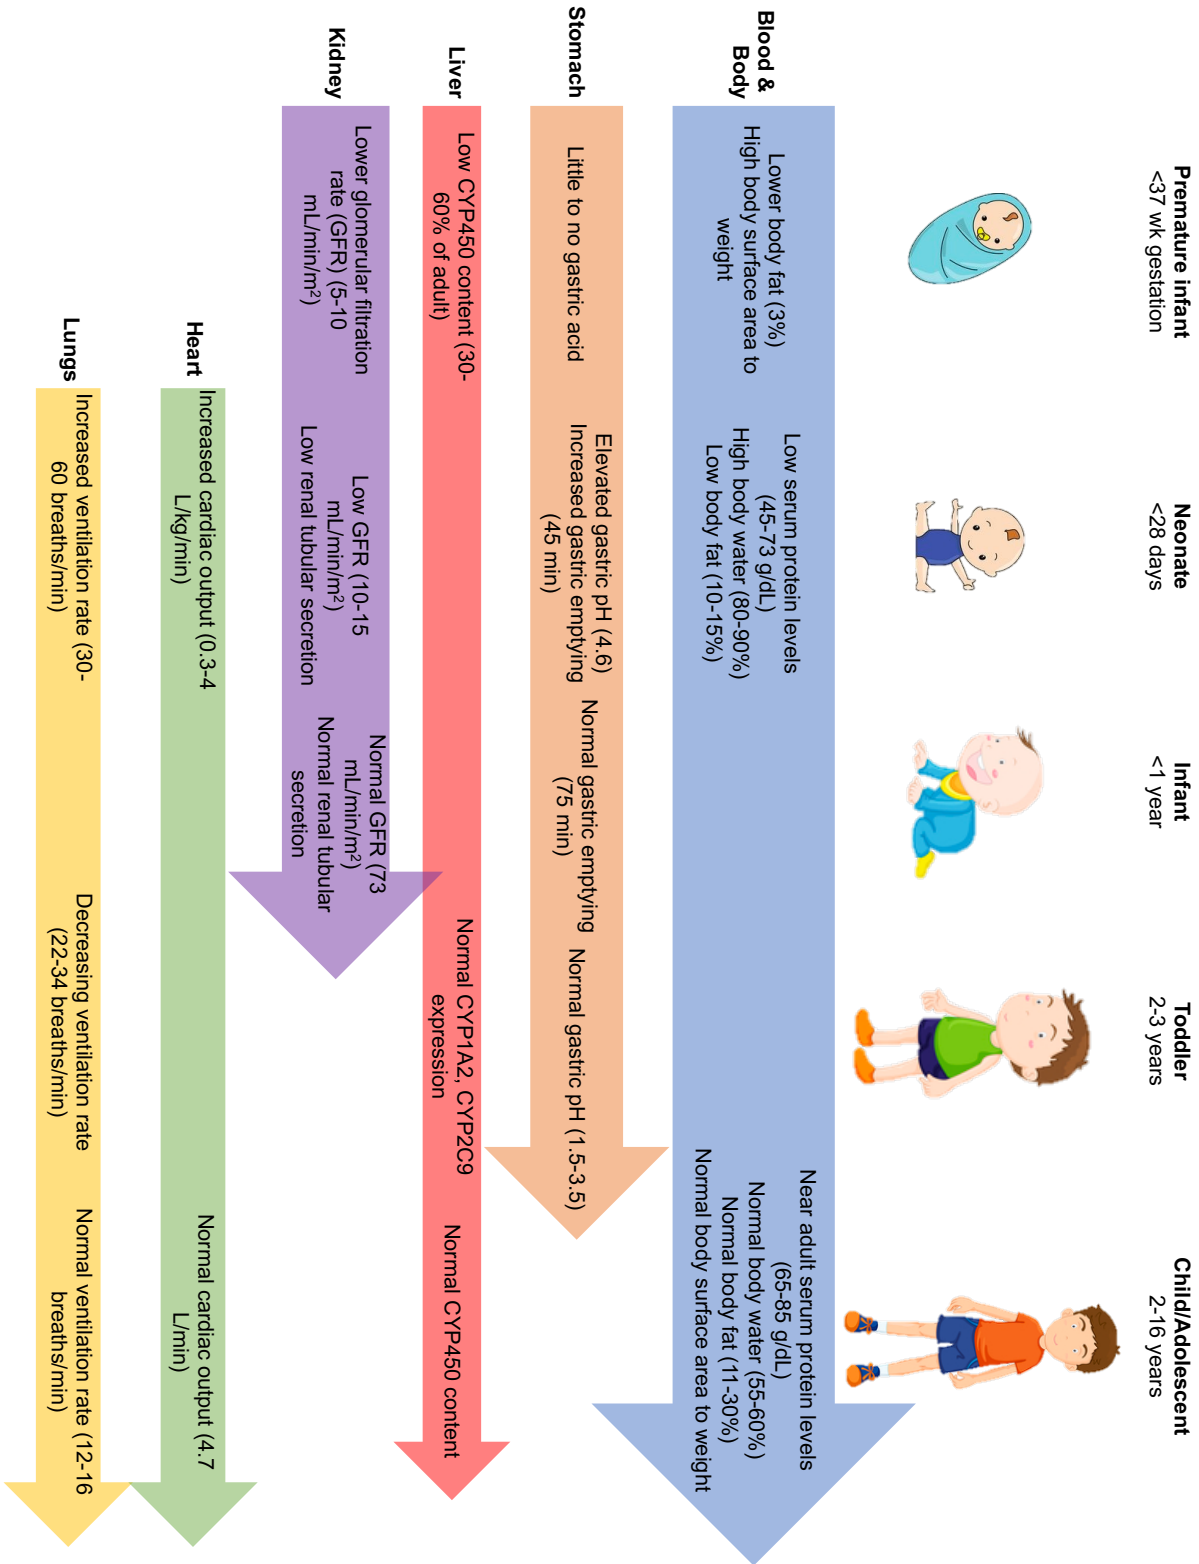 Premature infant
<37 wk gestation
Neonate
<28 days
Infant
<1 year
Toddler
2-3 years
Child/Adolescent
2-16 years
Blood &
Body
Lower body fat (3%)
High body surface area to
weight
Low serum protein levels
(45-73 g/dL)
High body water (80-90%)
Low body fat (10-15%)
Near adult serum protein levels
(65-85 g/dL)
Normal body water (55-60%)
Normal body fat (11-30%)
Normal body surface area to weight
Stomach
Little to no gastric acid
Elevated gastric pH (4.6)
Increased gastric emptying
(45 min)
Normal gastric emptying
(75 min)
Normal gastric pH (1.5-3.5)
Liver
Low CYP450 content (30-
60% of adult)
Normal CYP1A2, CYP2C9
expression
Normal CYP450 content
Kidney
Lower glomerular filtration
rate (GFR) (5-10
mL/min/m²)
Low GFR (10-15
mL/min/m²)
Low renal tubular secretion
Normal GFR (73
mL/min/m²)
Normal renal tubular
secretion
Heart
Increased cardiac output (0.3-4
L/kg/min)
Normal cardiac output (4.7
L/min)
Lungs
Increased ventilation rate (30-
60 breaths/min)
Decreasing ventilation rate
(22-34 breaths/min)
Normal ventilation rate (12-16
breaths/min)